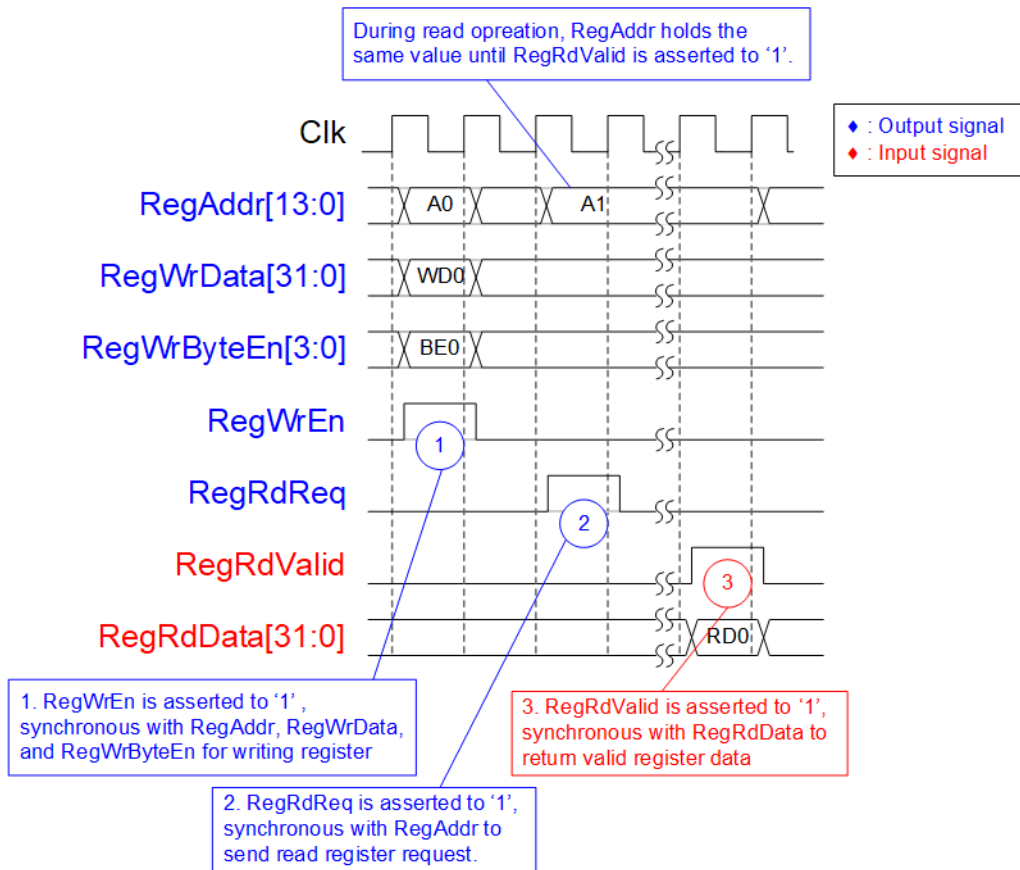 During read opreation, RegAddr holds the
same value until RegRdValid is asserted to ‘1’.
Clk
♦ : Output signal
♦ : Input signal
RegAddr[13:0]
A0
A1
RegWrData[31:0]
WD0
RegWrByteEn[3:0]
BE0
RegWrEn
1
RegRdReq
2
RegRdValid
3
RegRdData[31:0]
RD0
1. RegWrEn is asserted to ‘1’ ,
synchronous with RegAddr, RegWrData,
and RegWrByteEn for writing register
3. RegRdValid is asserted to ‘1’,
synchronous with RegRdData to
return valid register data
2. RegRdReq is asserted to ‘1’,
synchronous with RegAddr to
send read register request.